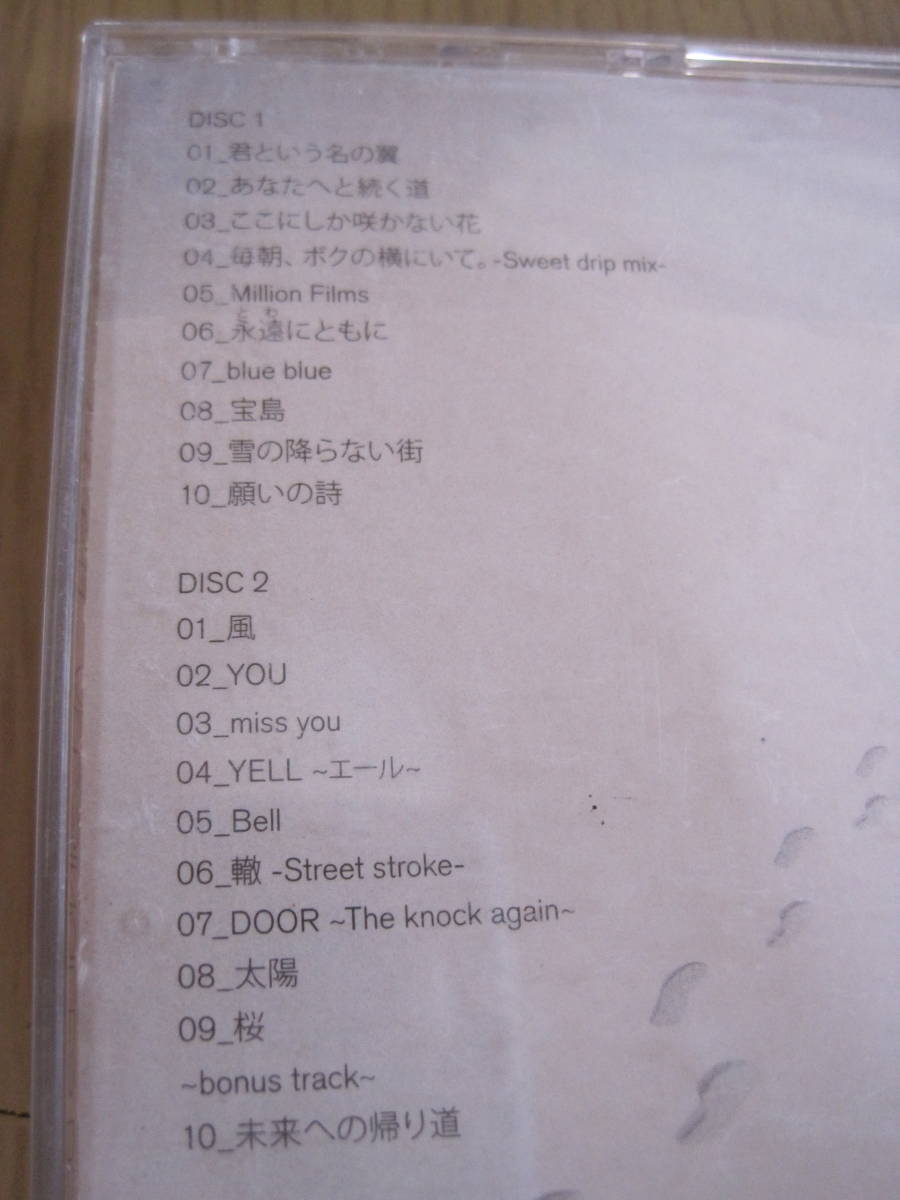 DISC 1
01_君という名の翼
02_あなたへと続く道
03_ここにしか咲かない花
04_毎朝、ボクの横にいて。-Sweet drip mix-
05_Million Films
とわ
06_永遠にともに
07_blue blue
08_宝島
09_雪の降らない街
10_願いの詩
DISC 2
01_風
02_YOU
03_miss you
04_YELL ~エール~
05_Bell
06_轍 -Street stroke-
07_DOOR ~The knock again~
08_太陽
09_桜
~bonus track~
10_未来への帰り道